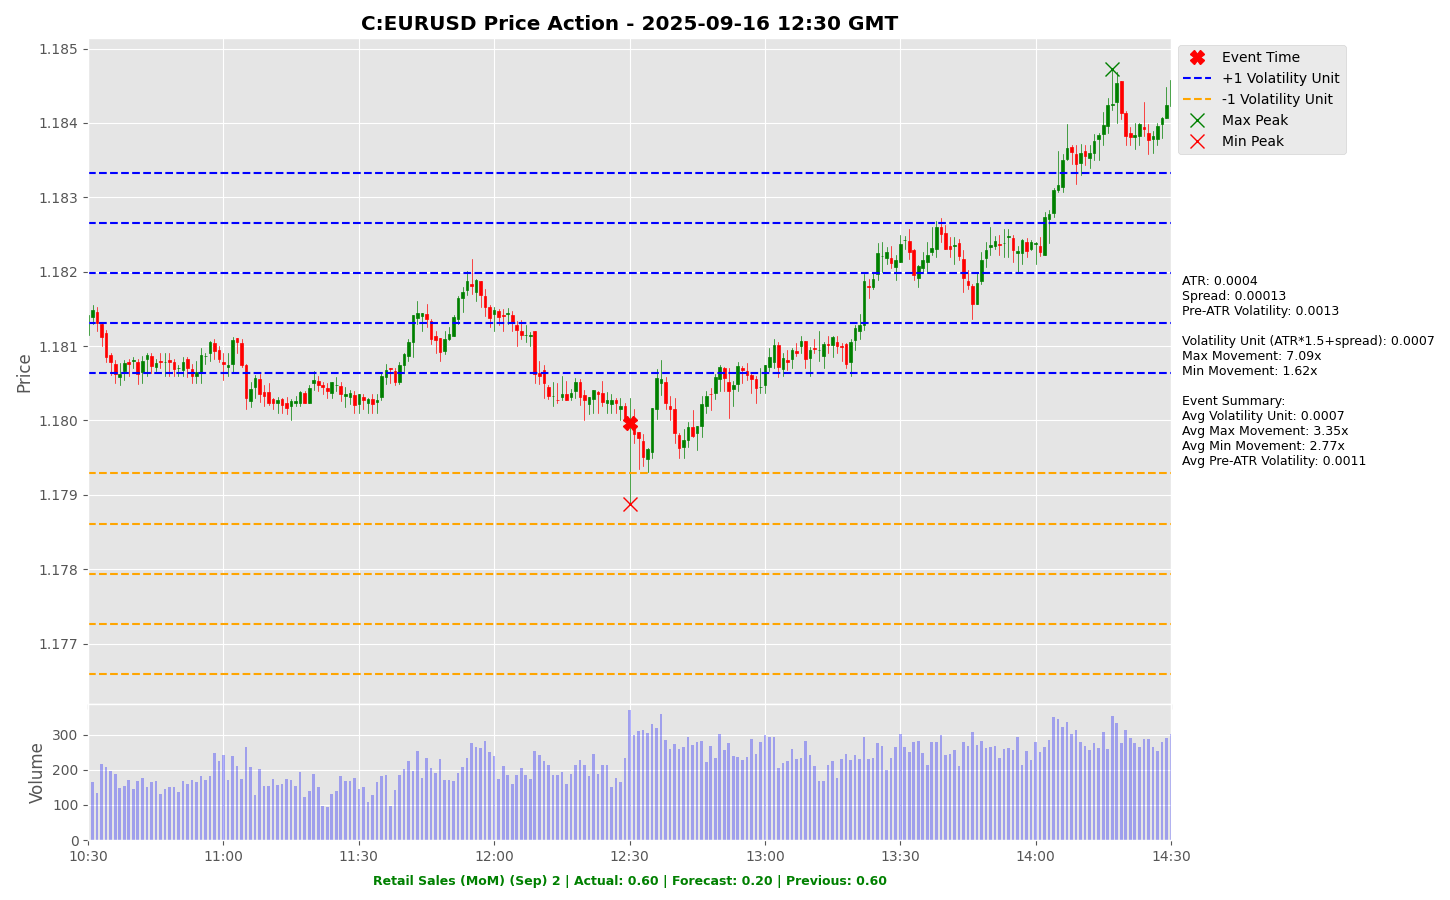 C:EURUSD Price Action - 2025-09-16 12:30 GMT
Price
1.185
1.184
1.183
1.182
1.181
1.180
1.179
1.178
1.177
Event Time
+1 Volatility Unit
-1 Volatility Unit
Max Peak
Min Peak
ATR: 0.0004
Spread: 0.00013
Pre-ATR Volatility: 0.0013
Volatility Unit (ATR*1.5+spread): 0.0007
Max Movement: 7.09x
Min Movement: 1.62x
Event Summary:
Avg Volatility Unit: 0.0007
Avg Max Movement: 3.35x
Avg Min Movement: 2.77x
Avg Pre-ATR Volatility: 0.0011
Volume
300
200
100
0
10:30 11:00 11:30 12:00 12:30 13:00 13:30 14:00 14:30
Retail Sales (MoM) (Sep) 2 | Actual: 0.60 | Forecast: 0.20 | Previous: 0.60